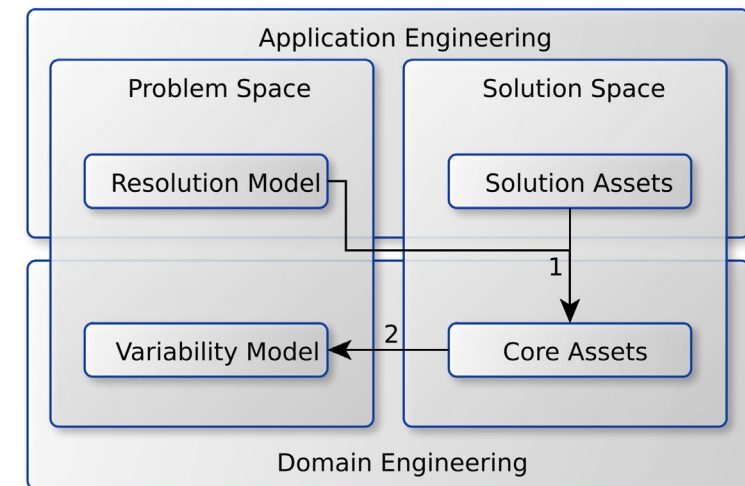 Application Engineering
Problem Space
Solution Space
Resolution Model
Solution Assets
1
2
Variability Model
Core Assets
Domain Engineering